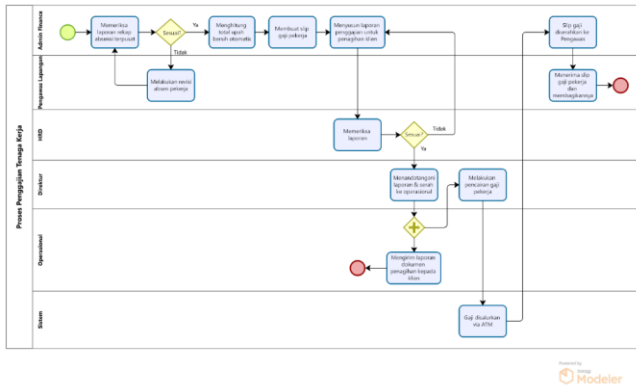 Proses Penggajian Tenaga Kerja
Admin Finance
Memeriksa
laporan rekap
absensi terpusat
Sesuai?
Ya
Tidak
Menghitung
total upah
bersih otomatis
Membuat slip
gaji pekerja
Menyusun laporan
penggajian untuk
penagihan klien
Slip gaji
diserahkan ke
Pengawas
Pengawas Lapangan
Melakukan revisi
absen pekerja
Menerima slip
gaji pekerja
dan
membagikannya
HRD
Memeriksa
laporan
Sesuai?
Tidak
Ya
Direktur
Menandatangani
laporan & serah
ke operasional
Melakukan
pencairan gaji
pekerja
Operasional
Mengirim laporan
dokumen
penagihan kepada
klien
Sistem
Gaji disalurkan
via ATM
Powered by
bizagi
Modeler